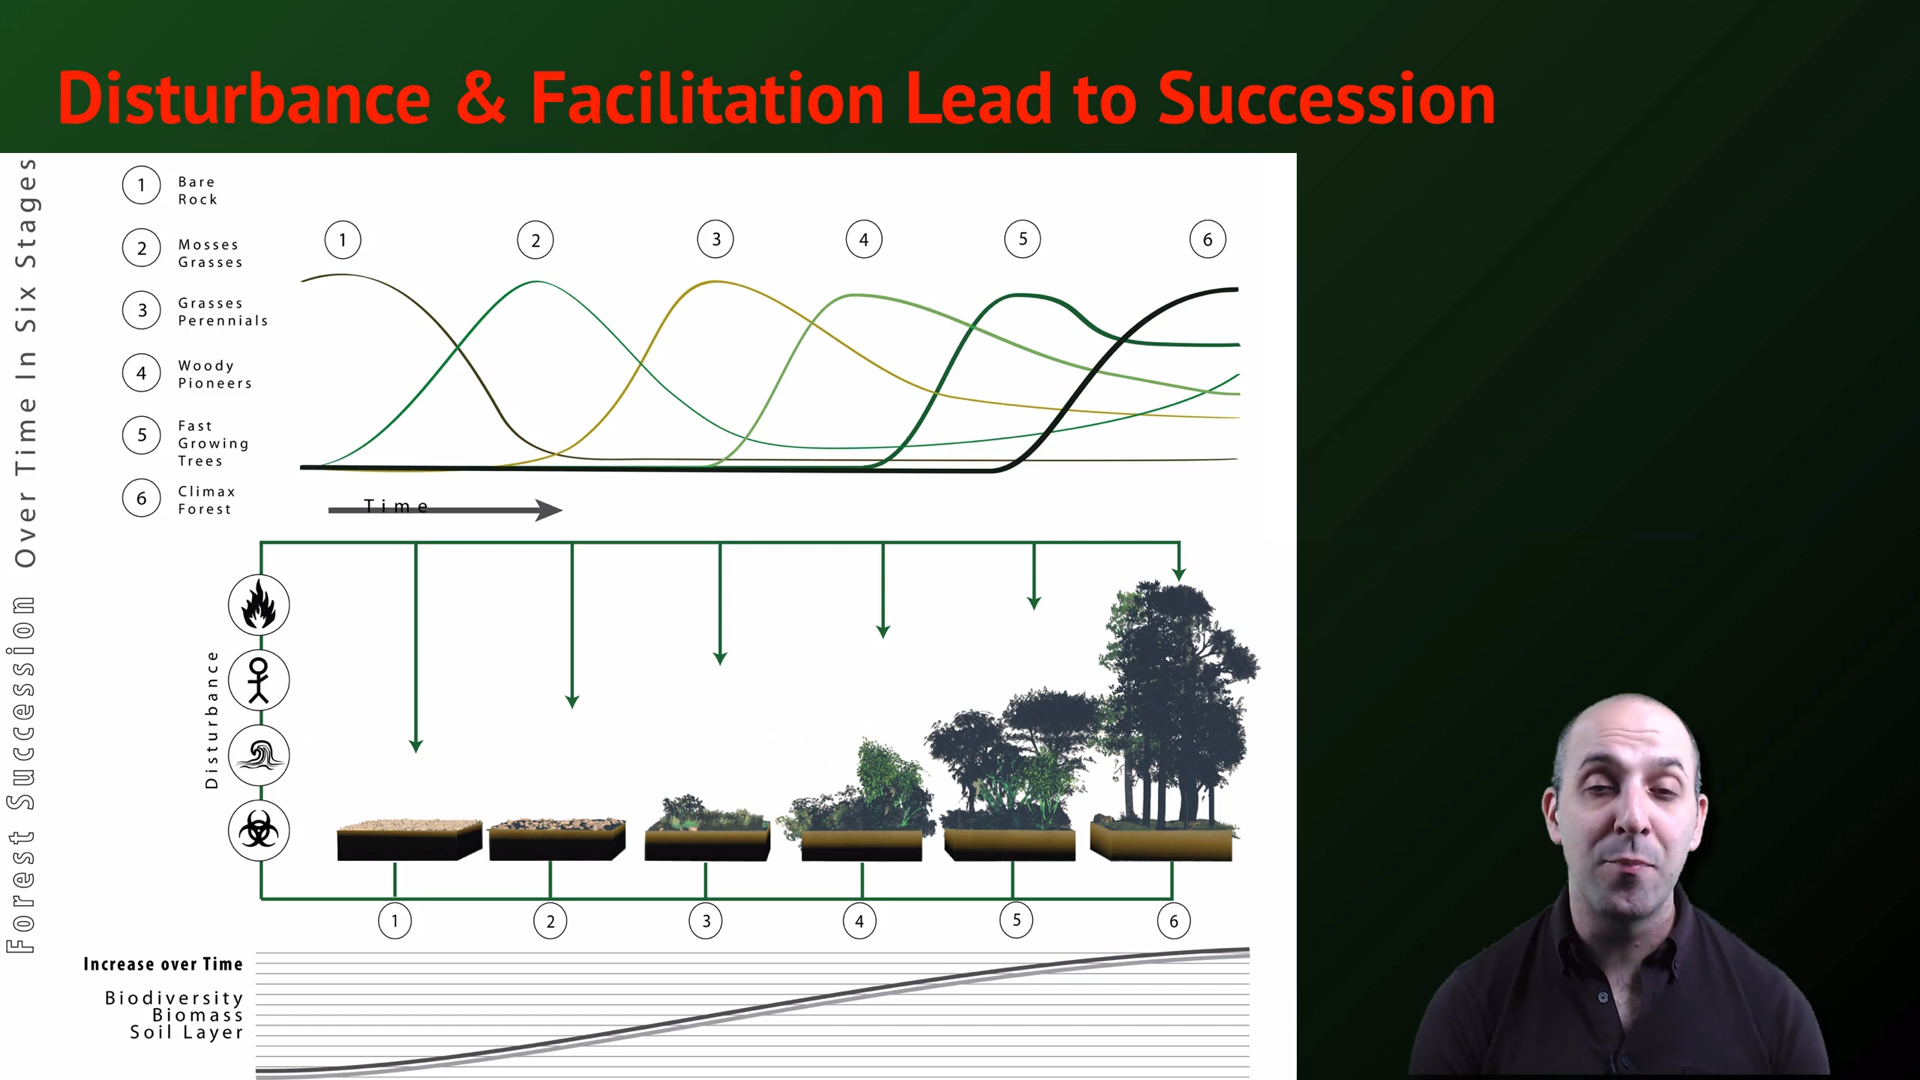 Disturbance & Facilitation Lead to Succession
Forest Succession Over Time In Six Stages
1 Bare
Rock
2 Mosses
Grasses
3 Grasses
Perennials
4 Woody
Pioneers
5 Fast
Growing
Trees
6 Climax
Forest
1 2 3 4 5 6
Time
Disturbance
1 2 3 4 5 6
Increase over Time
Biodiversity
Biomass
Soil Layer